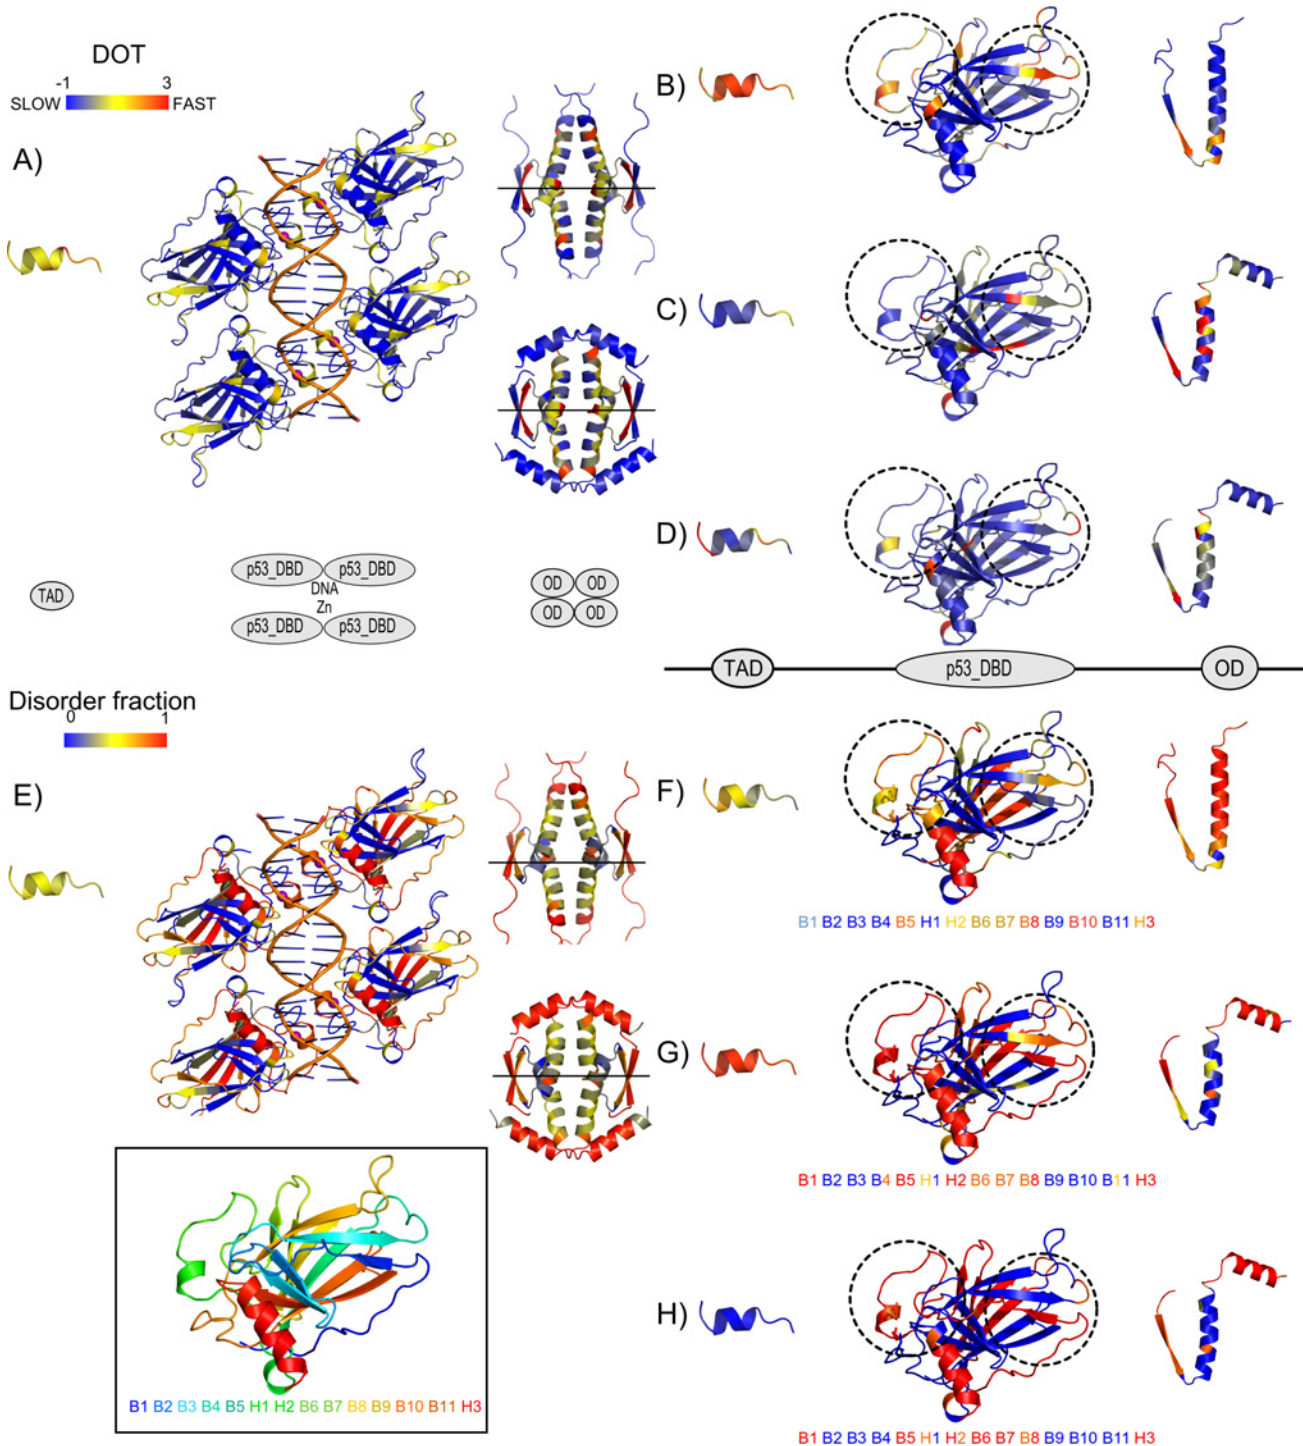 DOT
-1 3
SLOW FAST
A)
B)
C)
D)
TAD
p53_DBD p53_DBD
DNA
Zn
p53_DBD p53_DBD
OD OD
OD OD
TAD p53_DBD OD
Disorder fraction
0 1
E)
F)
B1 B2 B3 B4 B5 H1 H2 B6 B7 B8 B9 B10 B11 H3
G)
B1 B2 B3 B4 B5 H1 H2 B6 B7 B8 B9 B10 B11 H3
H)
B1 B2 B3 B4 B5 H1 H2 B6 B7 B8 B9 B10 B11 H3
B1 B2 B3 B4 B5 H1 H2 B6 B7 B8 B9 B10 B11 H3